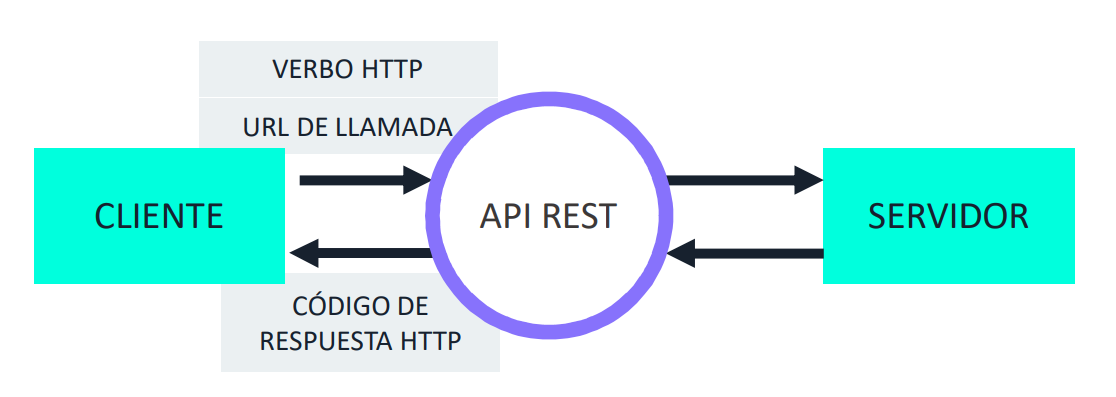 VERBO HTTP
URL DE LLAMADA
CLIENTE
API REST
SERVIDOR
CÓDIGO DE
RESPUESTA HTTP